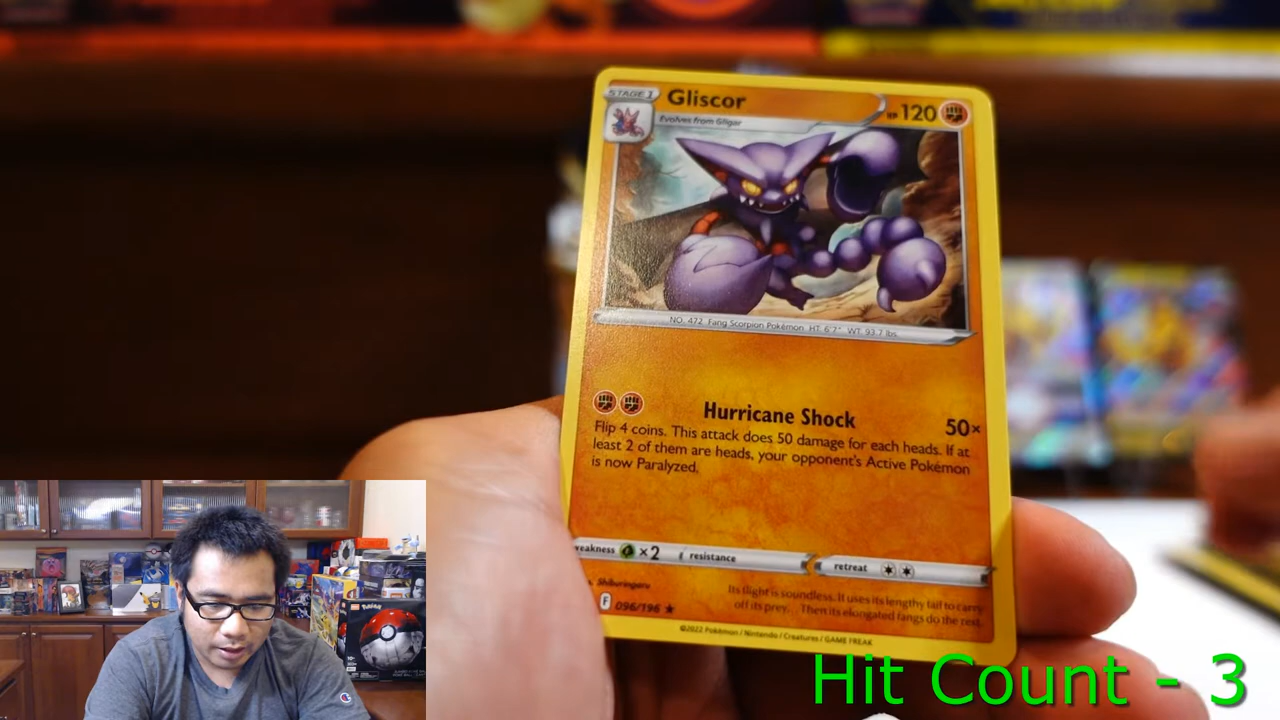 STAGE 1
Gliscor
HP 120
Evolves from Gligar
NO. 472 Fang Scorpion Pokémon HT: 6'7" WT: 93.7 lbs.
Hurricane Shock 50×
Flip 4 coins. This attack does 50 damage for each heads. If at
least 2 of them are heads, your opponent's Active Pokémon
is now Paralyzed.
weakness ×2 resistance retreat
Shiburingaru
F 096/196 ★
Its flight is soundless. It uses its lengthy tail to carry
off its prey. Then its elongated fangs do the rest.
©2022 Pokémon / Nintendo / Creatures / GAME FREAK
Hit Count - 3